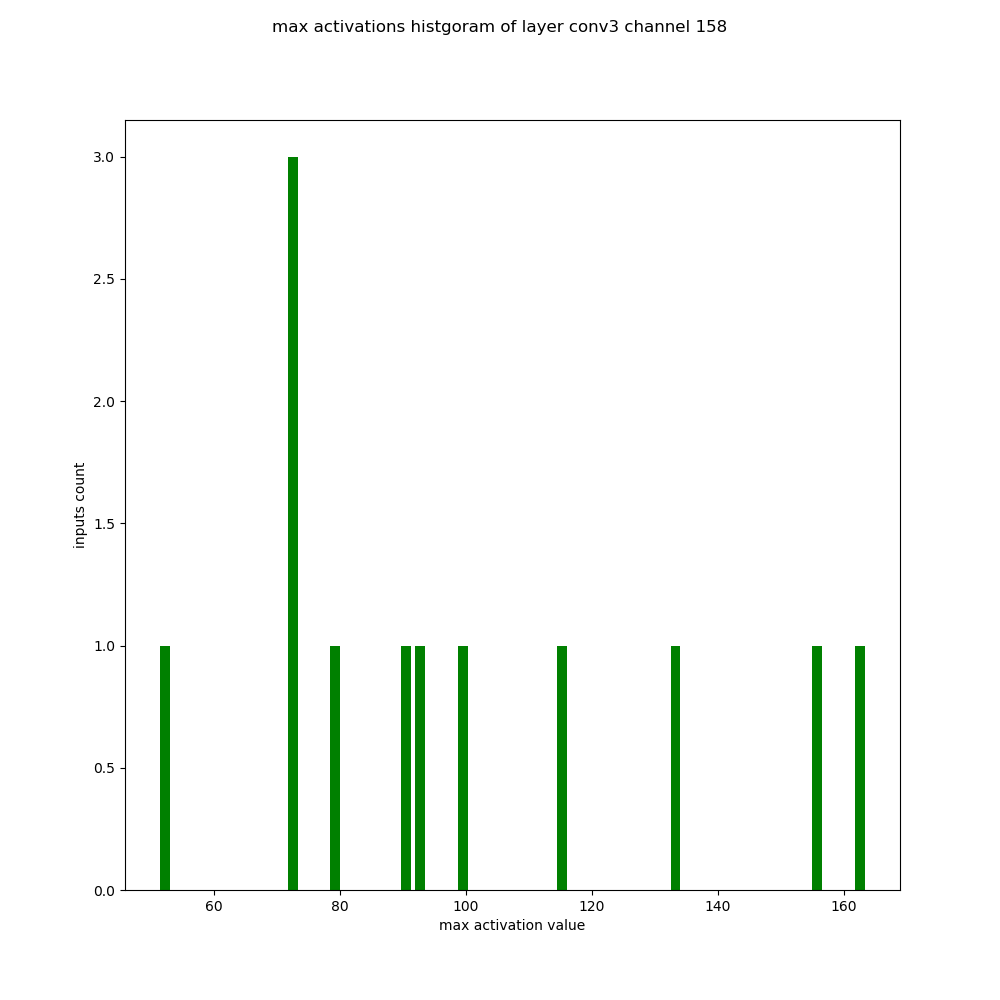 max activations histgoram of layer conv3 channel 158
3.0
2.5
2.0
1.5
1.0
0.5
0.0
inputs count
60 80 100 120 140 160
max activation value